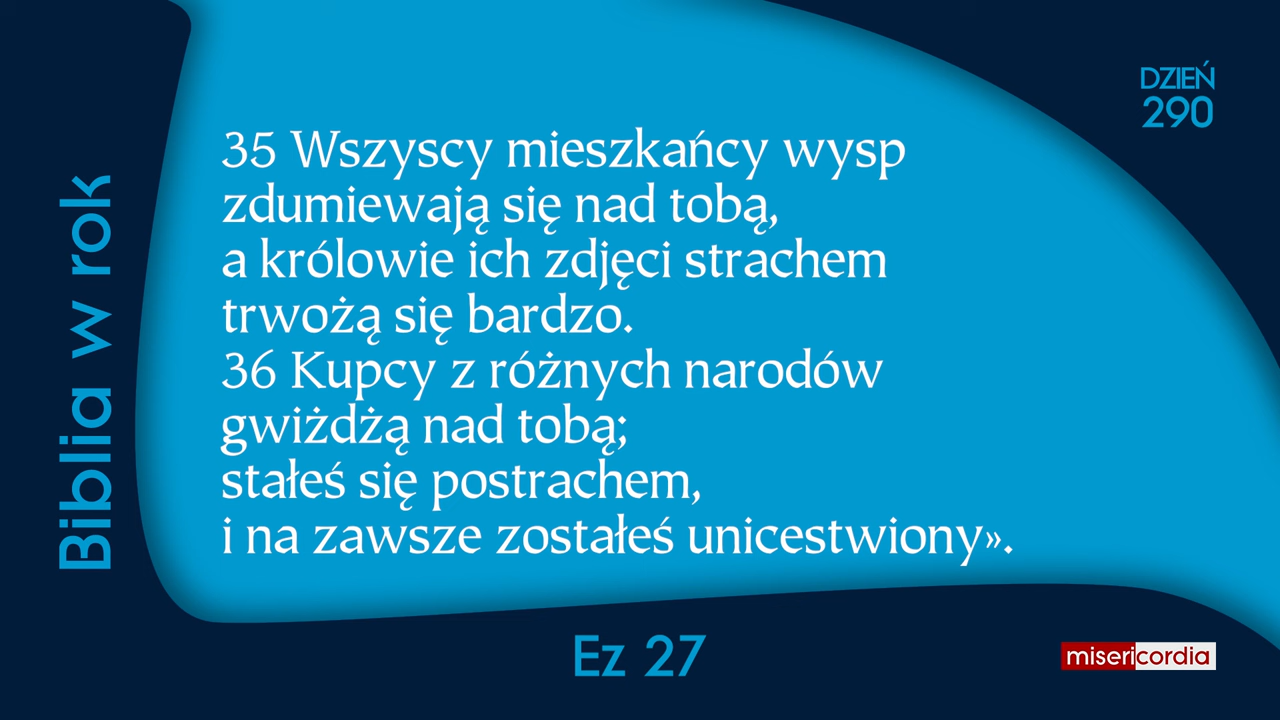 DZIEŃ
290
35 Wszyscy mieszkańcy wysp
zdumiewają się nad tobą,
a królowie ich zdjęci strachem
trwożą się bardzo.
36 Kupcy z różnych narodów
gwiżdżą nad tobą;
stałeś się postrachem,
i na zawsze zostałeś unicestwiony».
Biblia w rok
Ez 27
misericordia